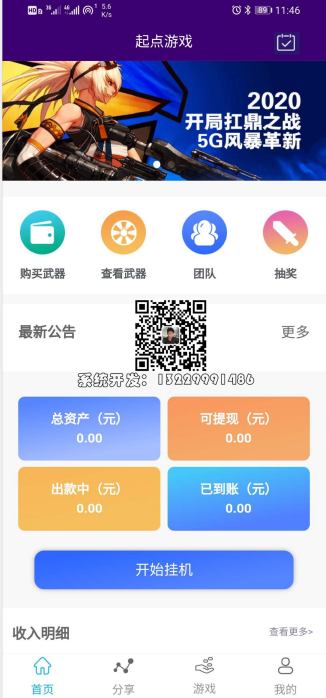 HD 3G 4G 1 5.6 K/s 89 11:46
起点游戏
2020
开局扛鼎之战
5G风暴革新
购买武器 查看武器 团队 抽奖
最新公告 更多
系统开发：13229991486
总资产（元） 可提现（元）
0.00 0.00
出款中（元） 已到账（元）
0.00 0.00
开始挂机
收入明细 查看更多>
首页 分享 游戏 我的